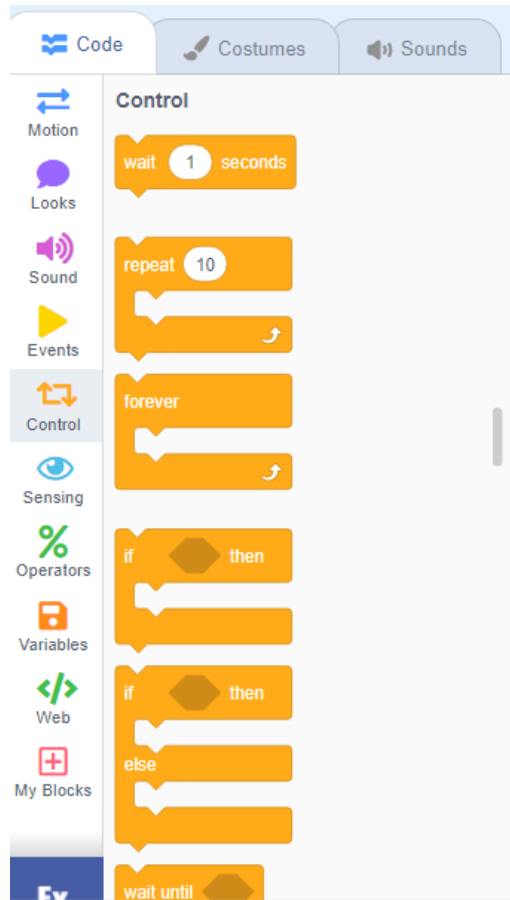 Code
Costumes
Sounds
Motion
Looks
Sound
Events
Control
Sensing
Operators
Variables
Web
My Blocks
Ex
Control
wait 1 seconds
repeat 10
forever
if then
if then
else
wait until